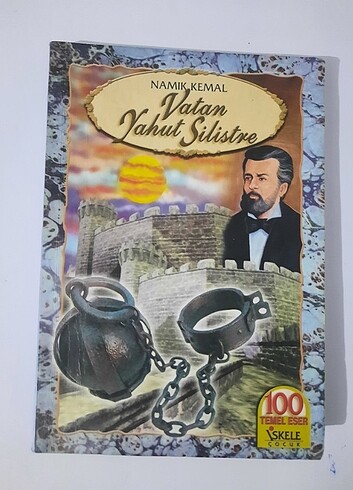 NAMIK KEMAL
Vatan
Yahut Silistre
100
TEMEL ESER
İSKELE
ÇOCUK